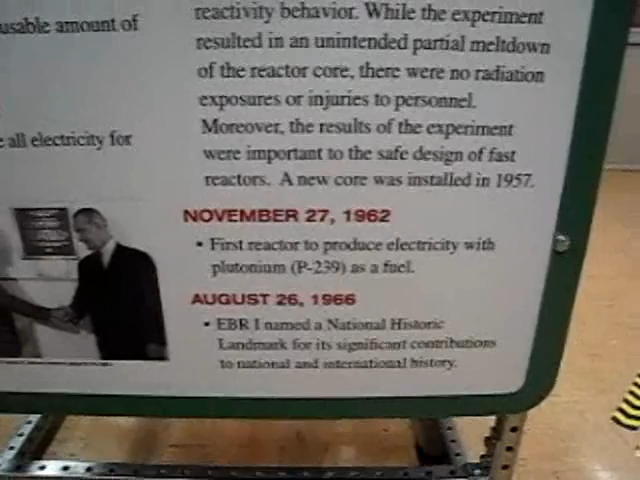 usable amount of
e all electricity for
reactivity behavior. While the experiment
resulted in an unintended partial meltdown
of the reactor core, there were no radiation
exposures or injuries to personnel.
Moreover, the results of the experiment
were important to the safe design of fast
reactors. A new core was installed in 1957.
NOVEMBER 27, 1962
• First reactor to produce electricity with
plutonium (P-239) as a fuel.
AUGUST 26, 1966
• EBR I named a National Historic
Landmark for its significant contributions
to national and international history.